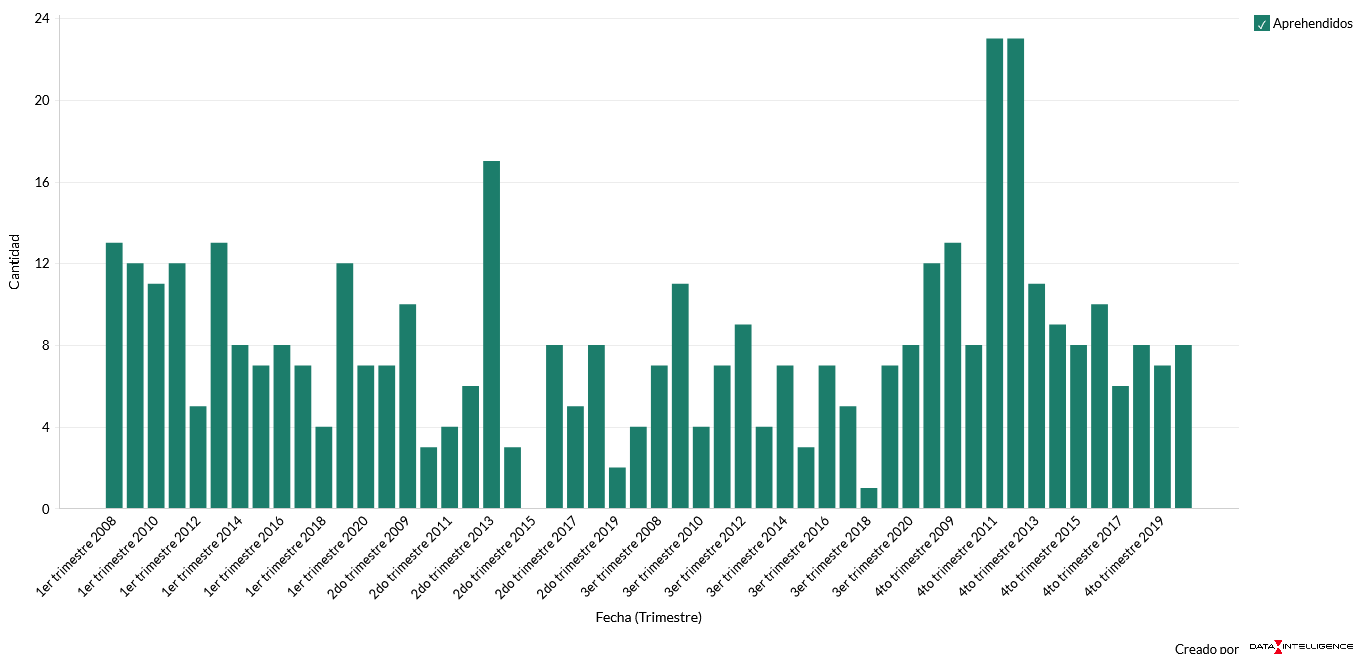 24
20
16
12
8
4
0
Cantidad
1er trimestre 2008
1er trimestre 2010
1er trimestre 2012
1er trimestre 2014
1er trimestre 2016
1er trimestre 2018
1er trimestre 2020
2do trimestre 2009
2do trimestre 2011
2do trimestre 2013
2do trimestre 2015
2do trimestre 2017
2do trimestre 2019
3er trimestre 2008
3er trimestre 2010
3er trimestre 2012
3er trimestre 2014
3er trimestre 2016
3er trimestre 2018
3er trimestre 2020
4to trimestre 2009
4to trimestre 2011
4to trimestre 2013
4to trimestre 2015
4to trimestre 2017
4to trimestre 2019
Fecha (Trimestre)
Aprehendidos
Creado por DATA INTELLIGENCE